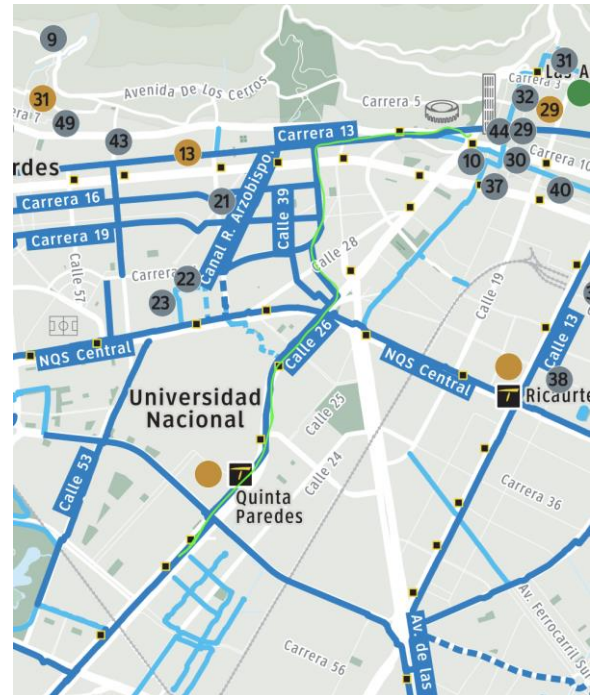 9
Avenida De Los Cerros
31
31
Carrera 3
32
29
Carrera 7
49
43
13
Carrera 5
Carrera 13
44
29
10
30
Carrera 10
37
40
Carrera 16
21
Canal R. Arzobispo
Calle 39
Carrera 19
Calle 57
22
23
Calle 28
Calle 19
NQS Central
Calle 26
NQS Central
Calle 13
38
Ricaurte
Universidad
Nacional
Calle 25
Calle 53
Calle 24
Quinta
Paredes
Carrera 36
Carrera 56
Av. de las
Av. Ferrocarril Sur